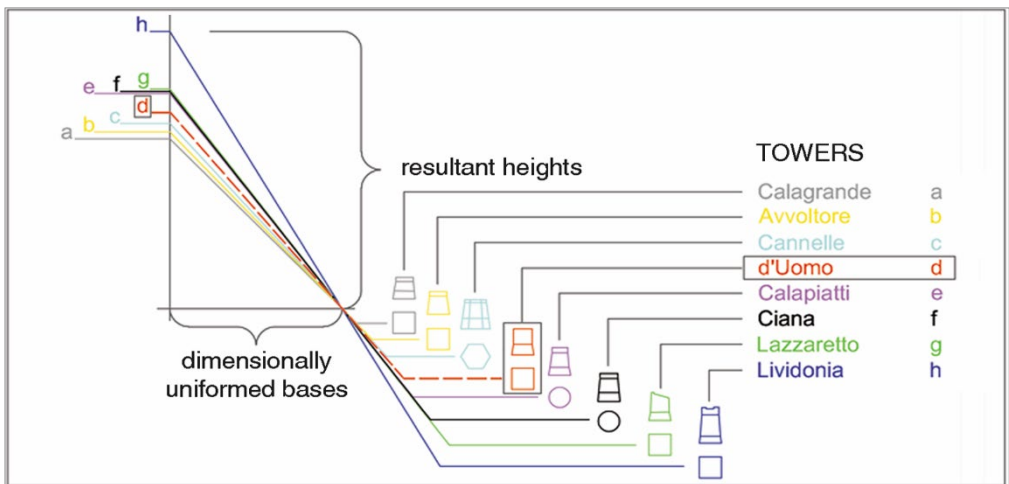 h
g
f
e
d
c
b
a
resultant heights
dimensionally
uniformed bases
TOWERS
Calagrande a
Avvoltore b
Cannelle c
d'Uomo d
Calapiatti e
Ciana f
Lazzaretto g
Lividonia h